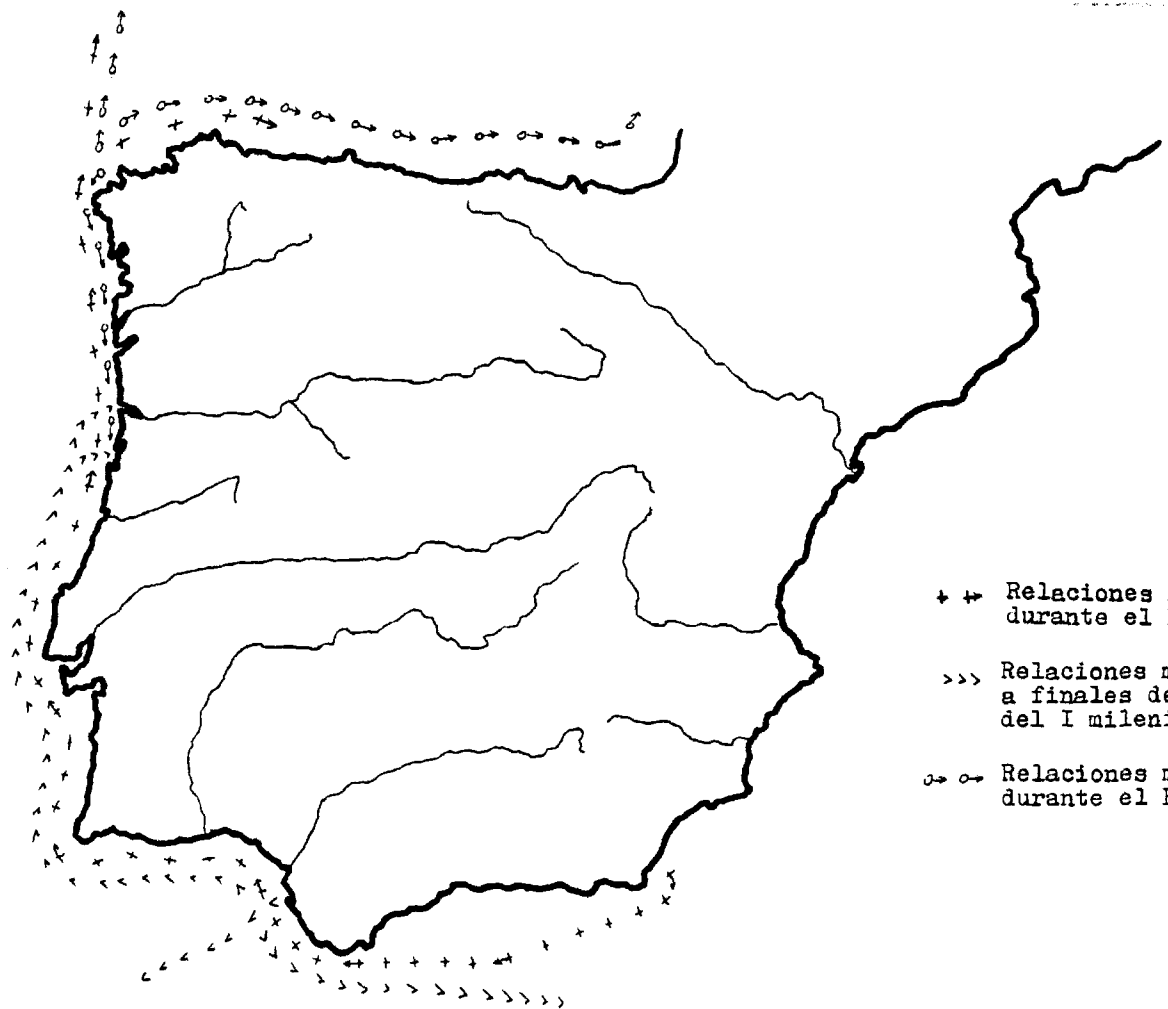 Relaciones
durante el
Relaciones
a finales de
del I mileni
Relaciones
durante el